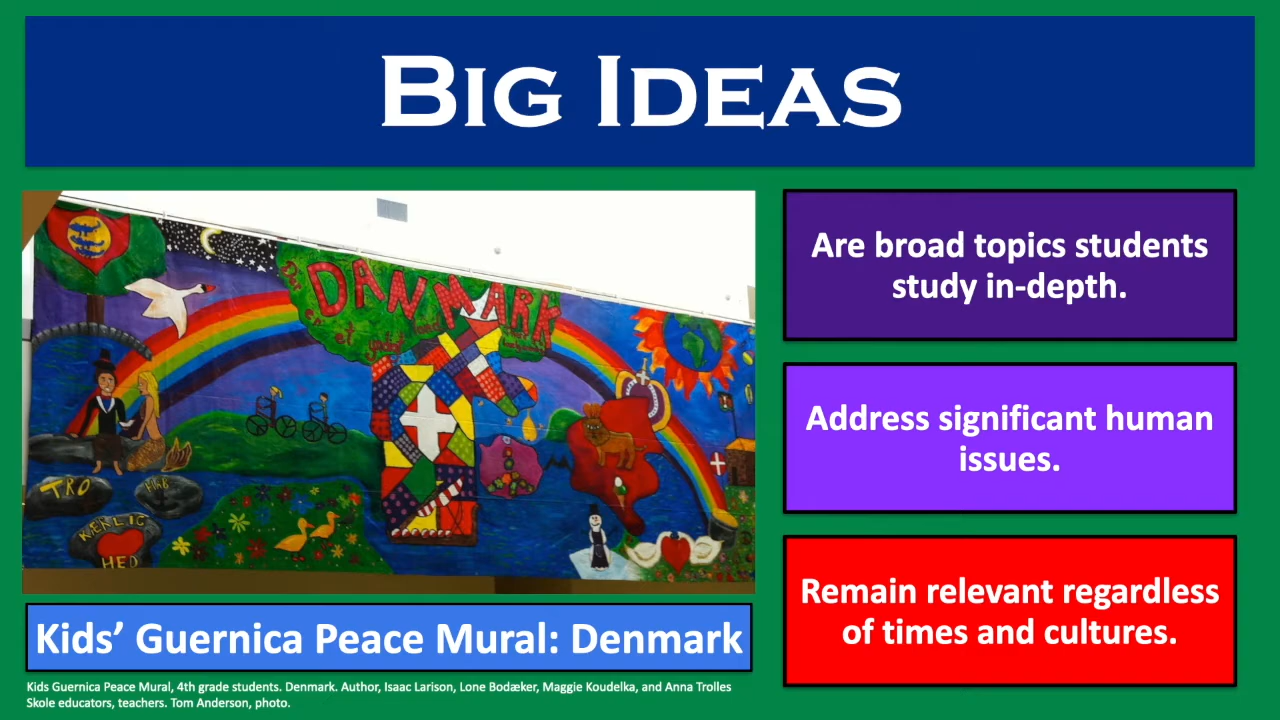 BIG IDEAS
DANMARK
TRO
HÅB
KÆRLIG
HED
Are broad topics students
study in-depth.
Address significant human
issues.
Remain relevant regardless
of times and cultures.
Kids’ Guernica Peace Mural: Denmark
Kids Guernica Peace Mural, 4th grade students. Denmark. Author, Isaac Larison, Lone Bodæker, Maggie Koudelka, and Anna Trolles
Skole educators, teachers. Tom Anderson, photo.